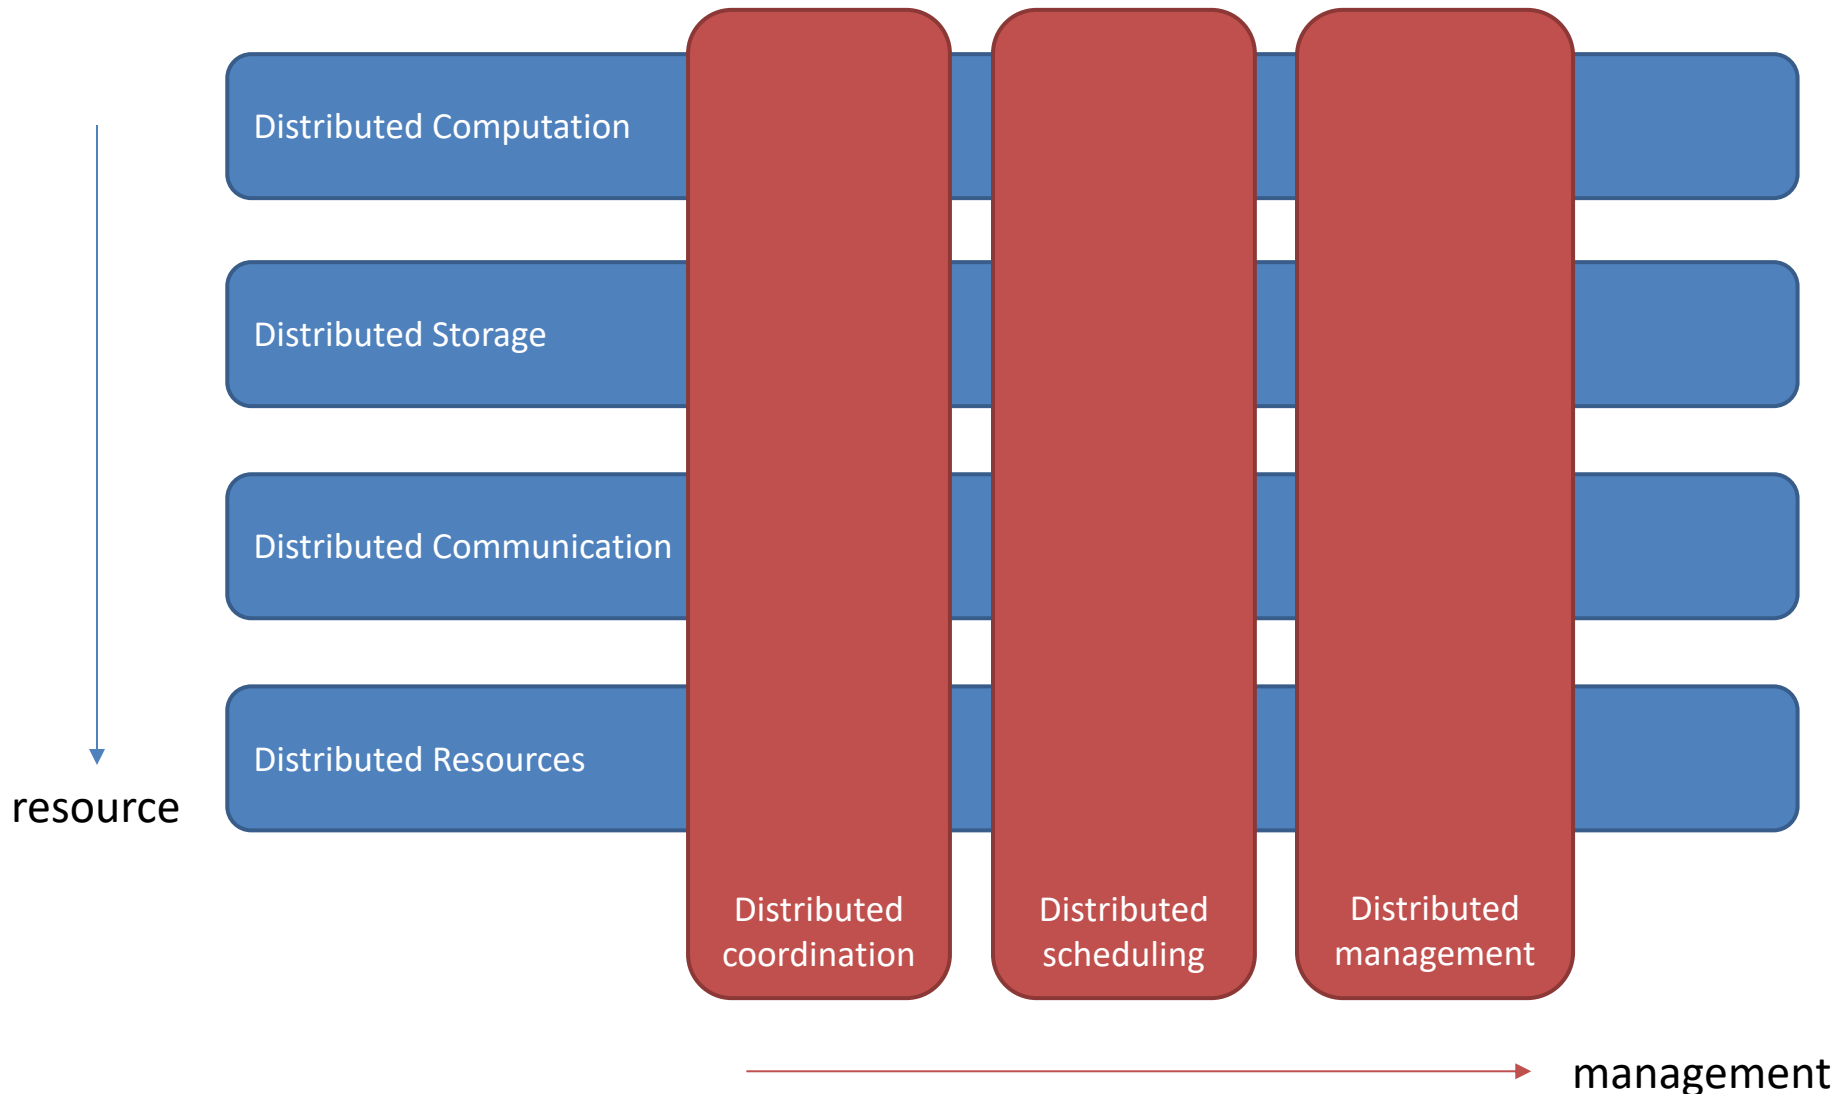 Distributed Computation
Distributed Storage
Distributed Communication
Distributed Resources
resource
Distributed
coordination
Distributed
scheduling
Distributed
management
management